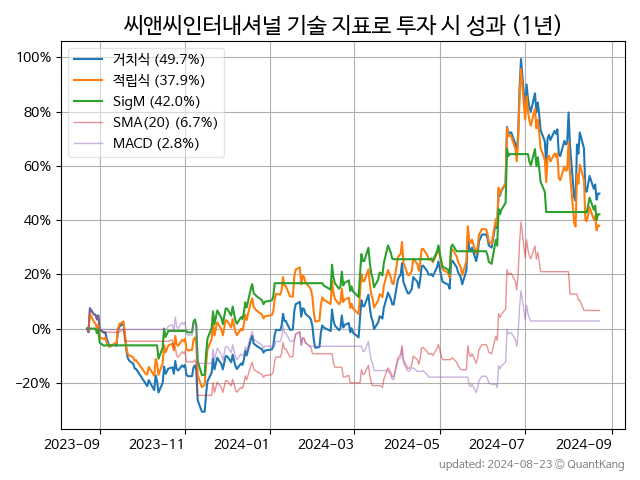 씨앤씨인터내셔널 기술 지표로 투자 시 성과 (1년)
거치식 (49.7%)
적립식 (37.9%)
SigM (42.0%)
SMA(20) (6.7%)
MACD (2.8%)
100%
80%
60%
40%
20%
0%
−20%
2023-09 2023-11 2024-01 2024-03 2024-05 2024-07 2024-09
updated: 2024-08-23 © QuantKang